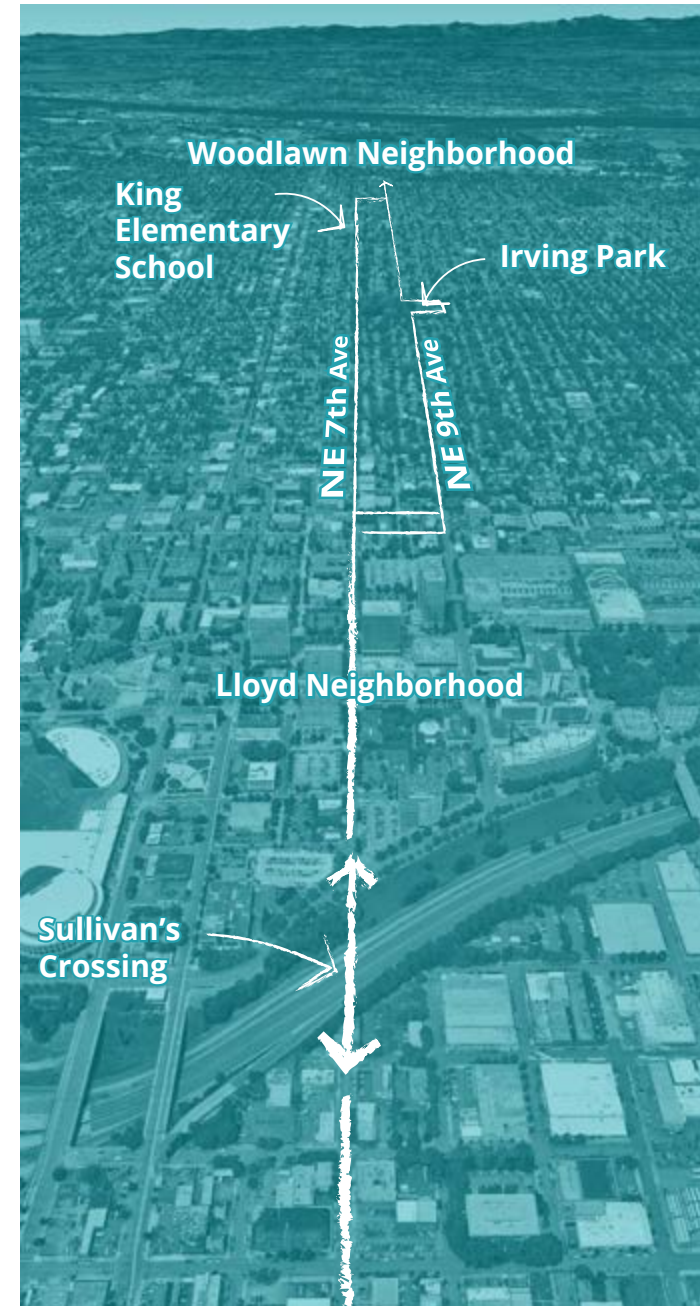 Woodlawn Neighborhood
King
Elementary
School
Irving Park
NE 7th Ave
NE 9th Ave
Lloyd Neighborhood
Sullivan’s
Crossing